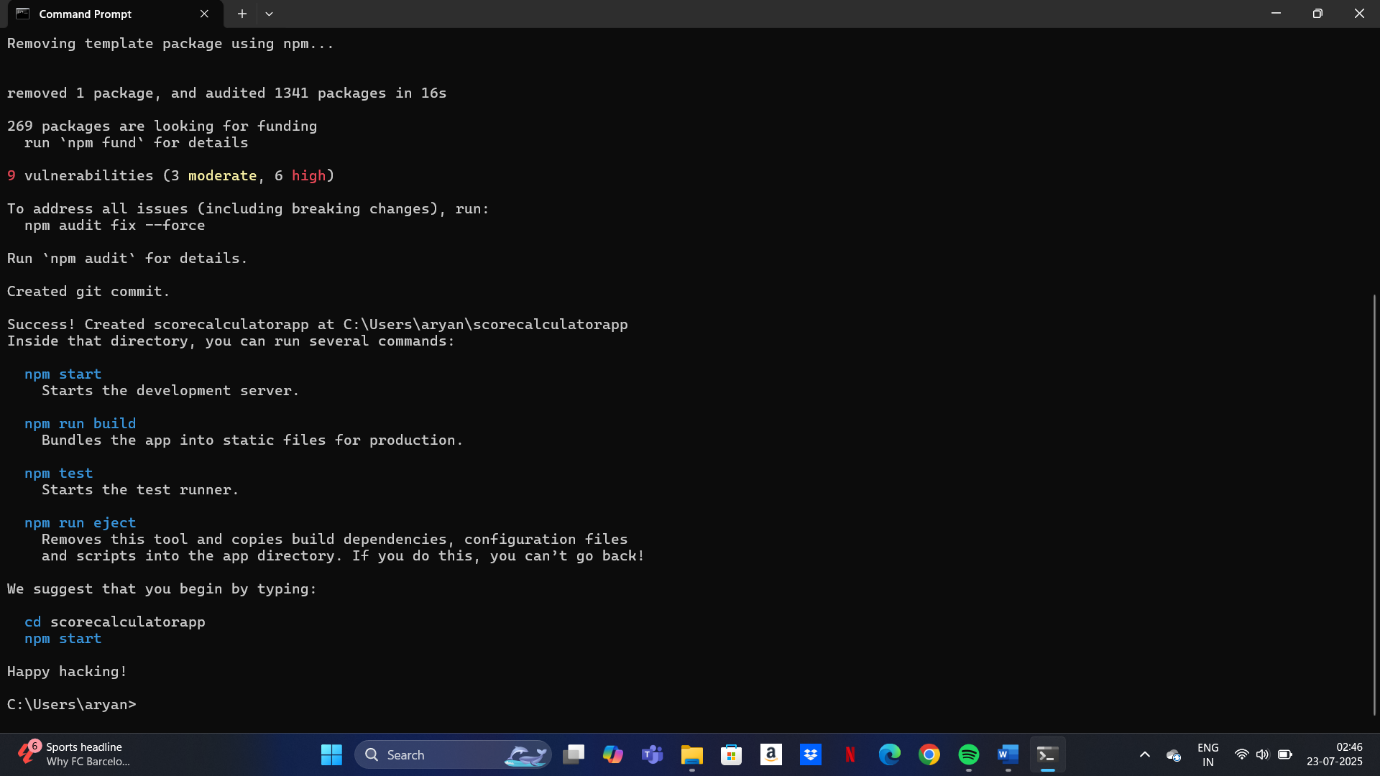 Command Prompt
Removing template package using npm...
removed 1 package, and audited 1341 packages in 16s
269 packages are looking for funding
run `npm fund` for details
9 vulnerabilities (3 moderate, 6 high)
To address all issues (including breaking changes), run:
npm audit fix --force
Run `npm audit` for details.
Created git commit.
Success! Created scorecalculatorapp at C:\Users\aryan\scorecalculatorapp
Inside that directory, you can run several commands:
npm start
Starts the development server.
npm run build
Bundles the app into static files for production.
npm test
Starts the test runner.
npm run eject
Removes this tool and copies build dependencies, configuration files
and scripts into the app directory. If you do this, you can’t go back!
We suggest that you begin by typing:
cd scorecalculatorapp
npm start
Happy hacking!
C:\Users\aryan>
6
Sports headline
Why FC Barcelo...
Search
ENG
IN
02:46
23-07-2025